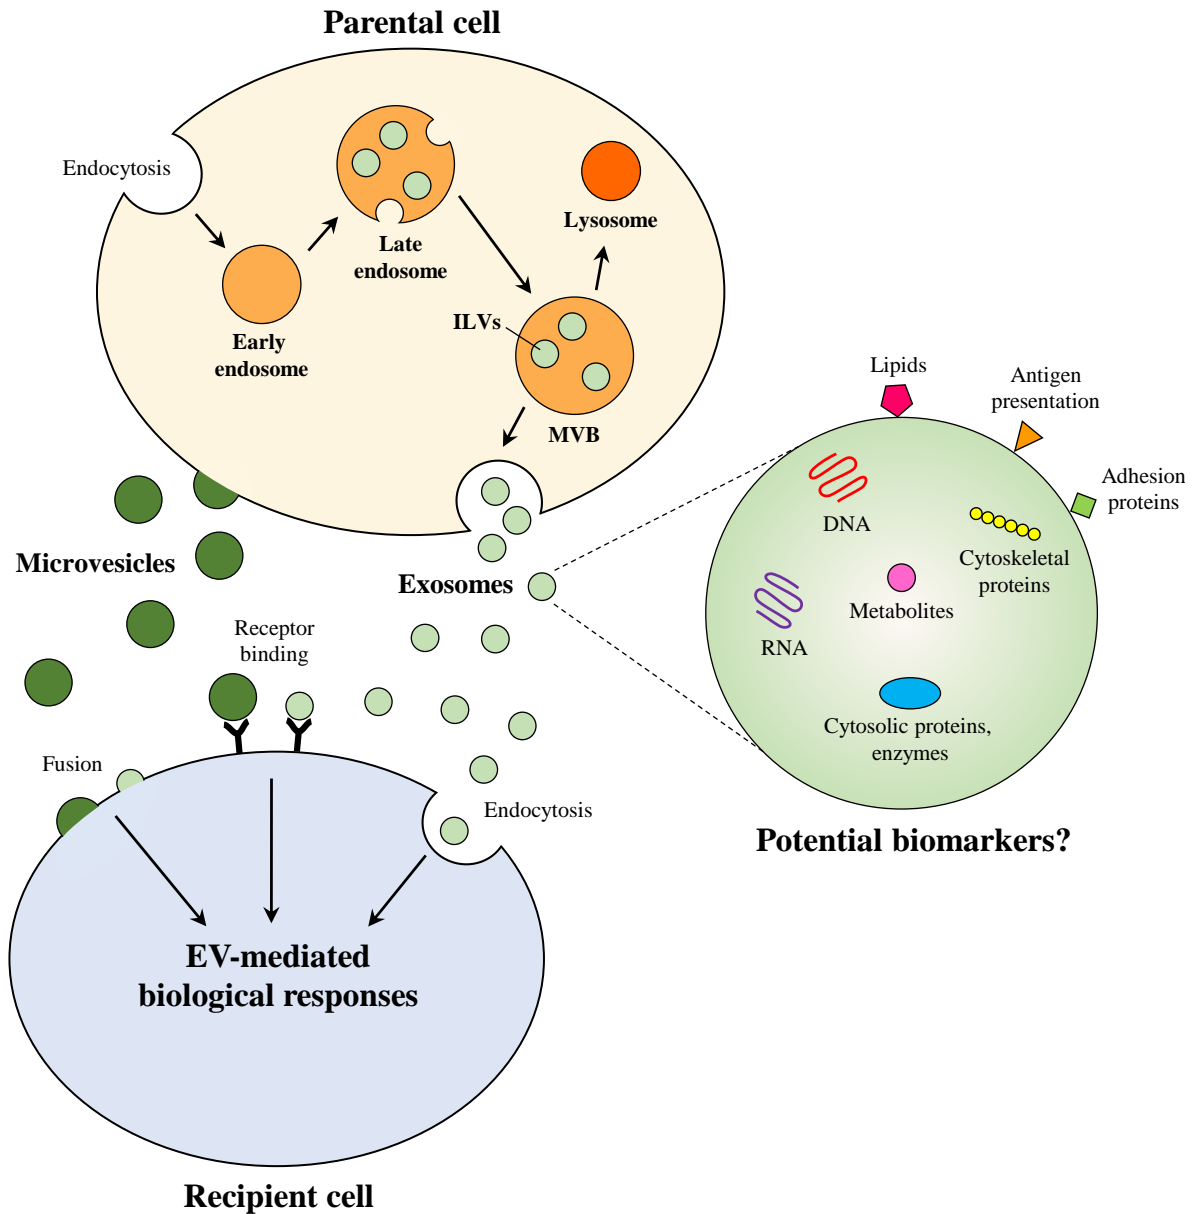 Parental cell
Endocytosis
Late
endosome
Lysosome
Early
endosome
ILVs
MVB
Microvesicles
Exosomes
Lipids
Antigen
presentation
Adhesion
proteins
DNA
Cytoskeletal
proteins
Metabolites
RNA
Cytosolic proteins,
enzymes
Potential biomarkers?
Receptor
binding
Fusion
Endocytosis
EV-mediated
biological responses
Recipient cell